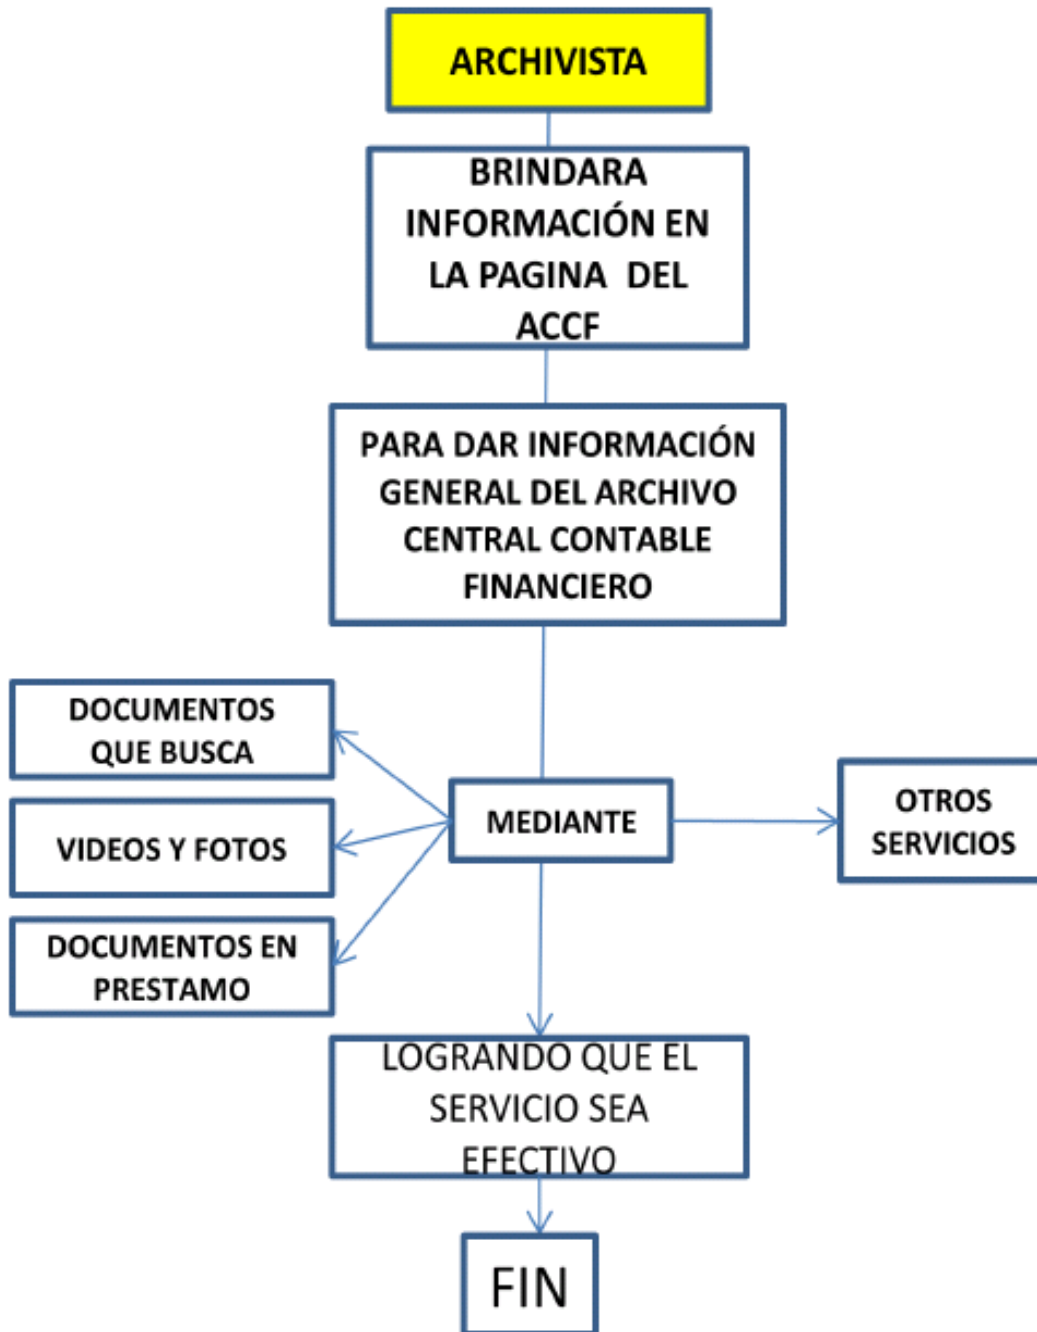 ARCHIVISTA
BRINDARA
INFORMACIÓN EN
LA PAGINA DEL
ACCF
PARA DAR INFORMACIÓN
GENERAL DEL ARCHIVO
CENTRAL CONTABLE
FINANCIERO
DOCUMENTOS
QUE BUSCA
VIDEOS Y FOTOS
DOCUMENTOS EN
PRESTAMO
MEDIANTE
OTROS
SERVICIOS
LOGRANDO QUE EL
SERVICIO SEA
EFECTIVO
FIN